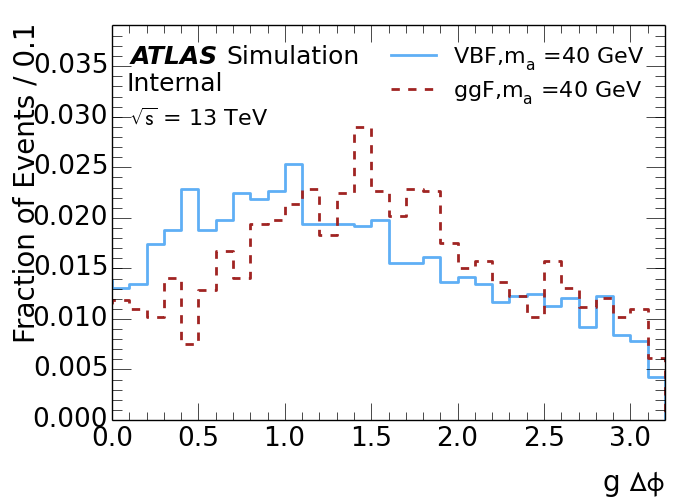 ATLAS Simulation
Internal
√s = 13 TeV
VBF,mₐ =40 GeV
ggF,mₐ =40 GeV
Fraction of Events / 0.1
0.035
0.030
0.025
0.020
0.015
0.010
0.005
0.000
0.0 0.5 1.0 1.5 2.0 2.5 3.0
g Δϕ